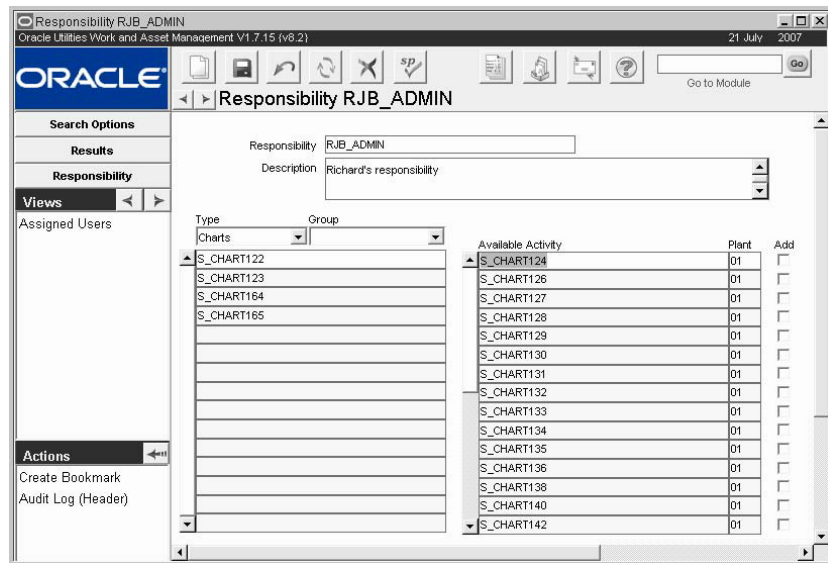 Responsibility RJB_ADMIN
Oracle Utilities Work and Asset Management V1.7.15 (v8.2) 21 July 2007
ORACLE
sp
Go
Go to Module
Responsibility RJB_ADMIN
Search Options
Results
Responsibility
Views
Assigned Users
Actions
Create Bookmark
Audit Log (Header)
Responsibility RJB_ADMIN
Description Richard's responsibility
Type Group
Charts
S_CHART122
S_CHART123
S_CHART164
S_CHART165
Available Activity Plant Add
S_CHART124 01
S_CHART126 01
S_CHART127 01
S_CHART128 01
S_CHART129 01
S_CHART130 01
S_CHART131 01
S_CHART132 01
S_CHART133 01
S_CHART134 01
S_CHART135 01
S_CHART136 01
S_CHART138 01
S_CHART140 01
S_CHART142 01